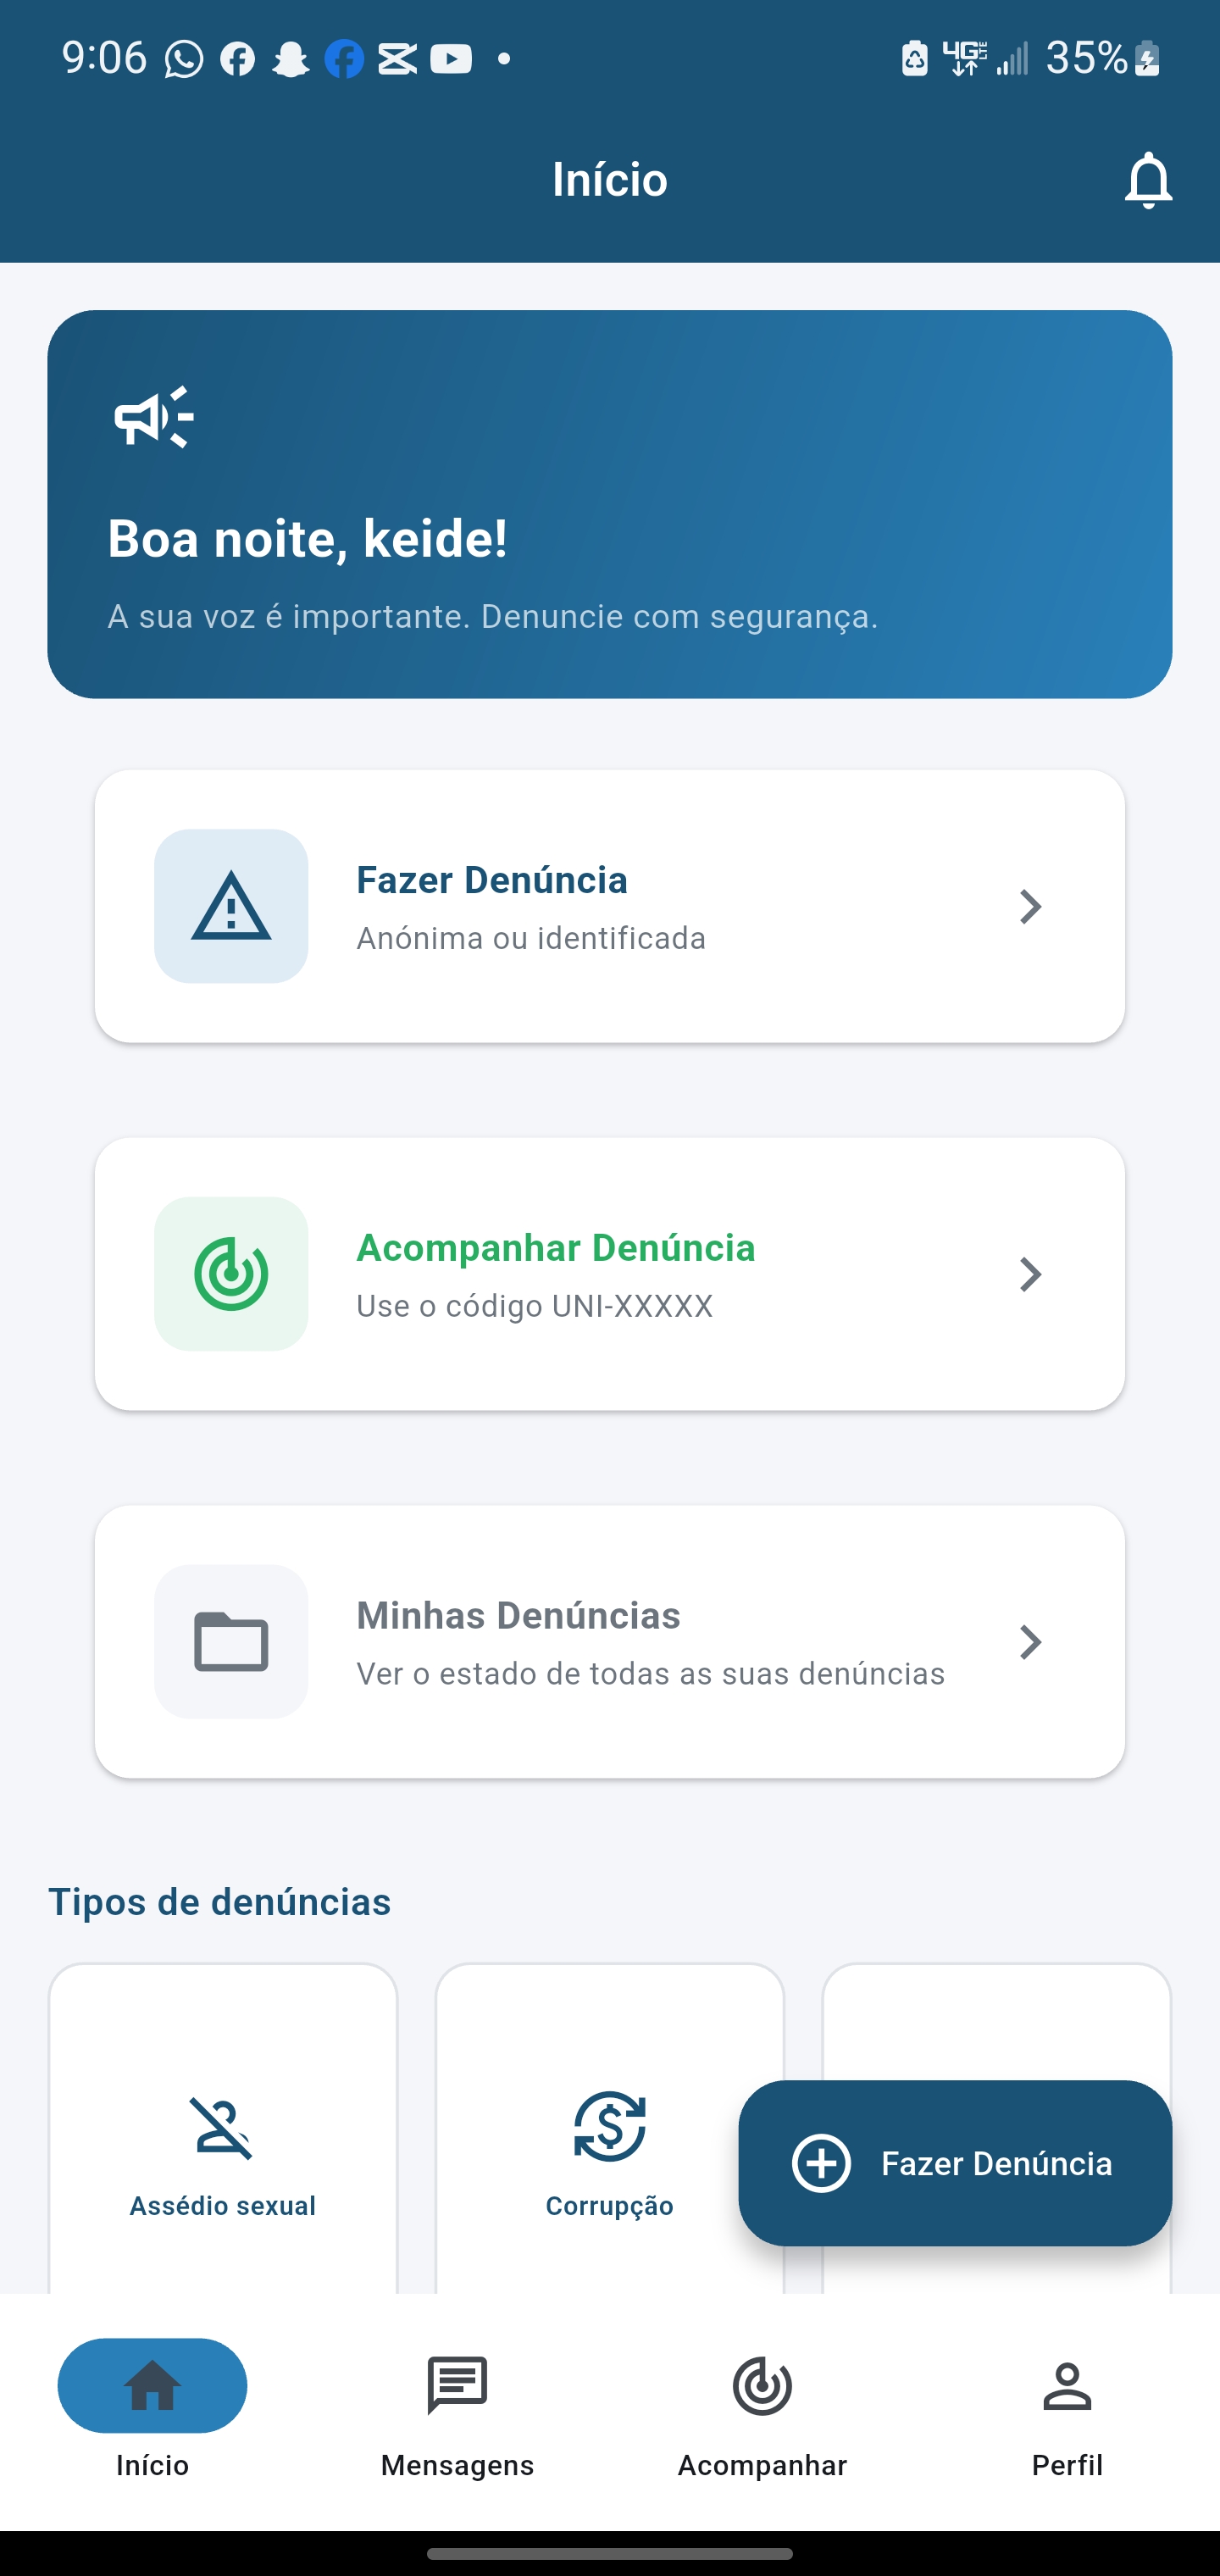 9:06
4G LTE 35%
Início
Boa noite, keide!
A sua voz é importante. Denuncie com segurança.
Fazer Denúncia
Anónima ou identificada
Acompanhar Denúncia
Use o código UNI-XXXXX
Minhas Denúncias
Ver o estado de todas as suas denúncias
Tipos de denúncias
Assédio sexual
Corrupção
Fazer Denúncia
Início
Mensagens
Acompanhar
Perfil